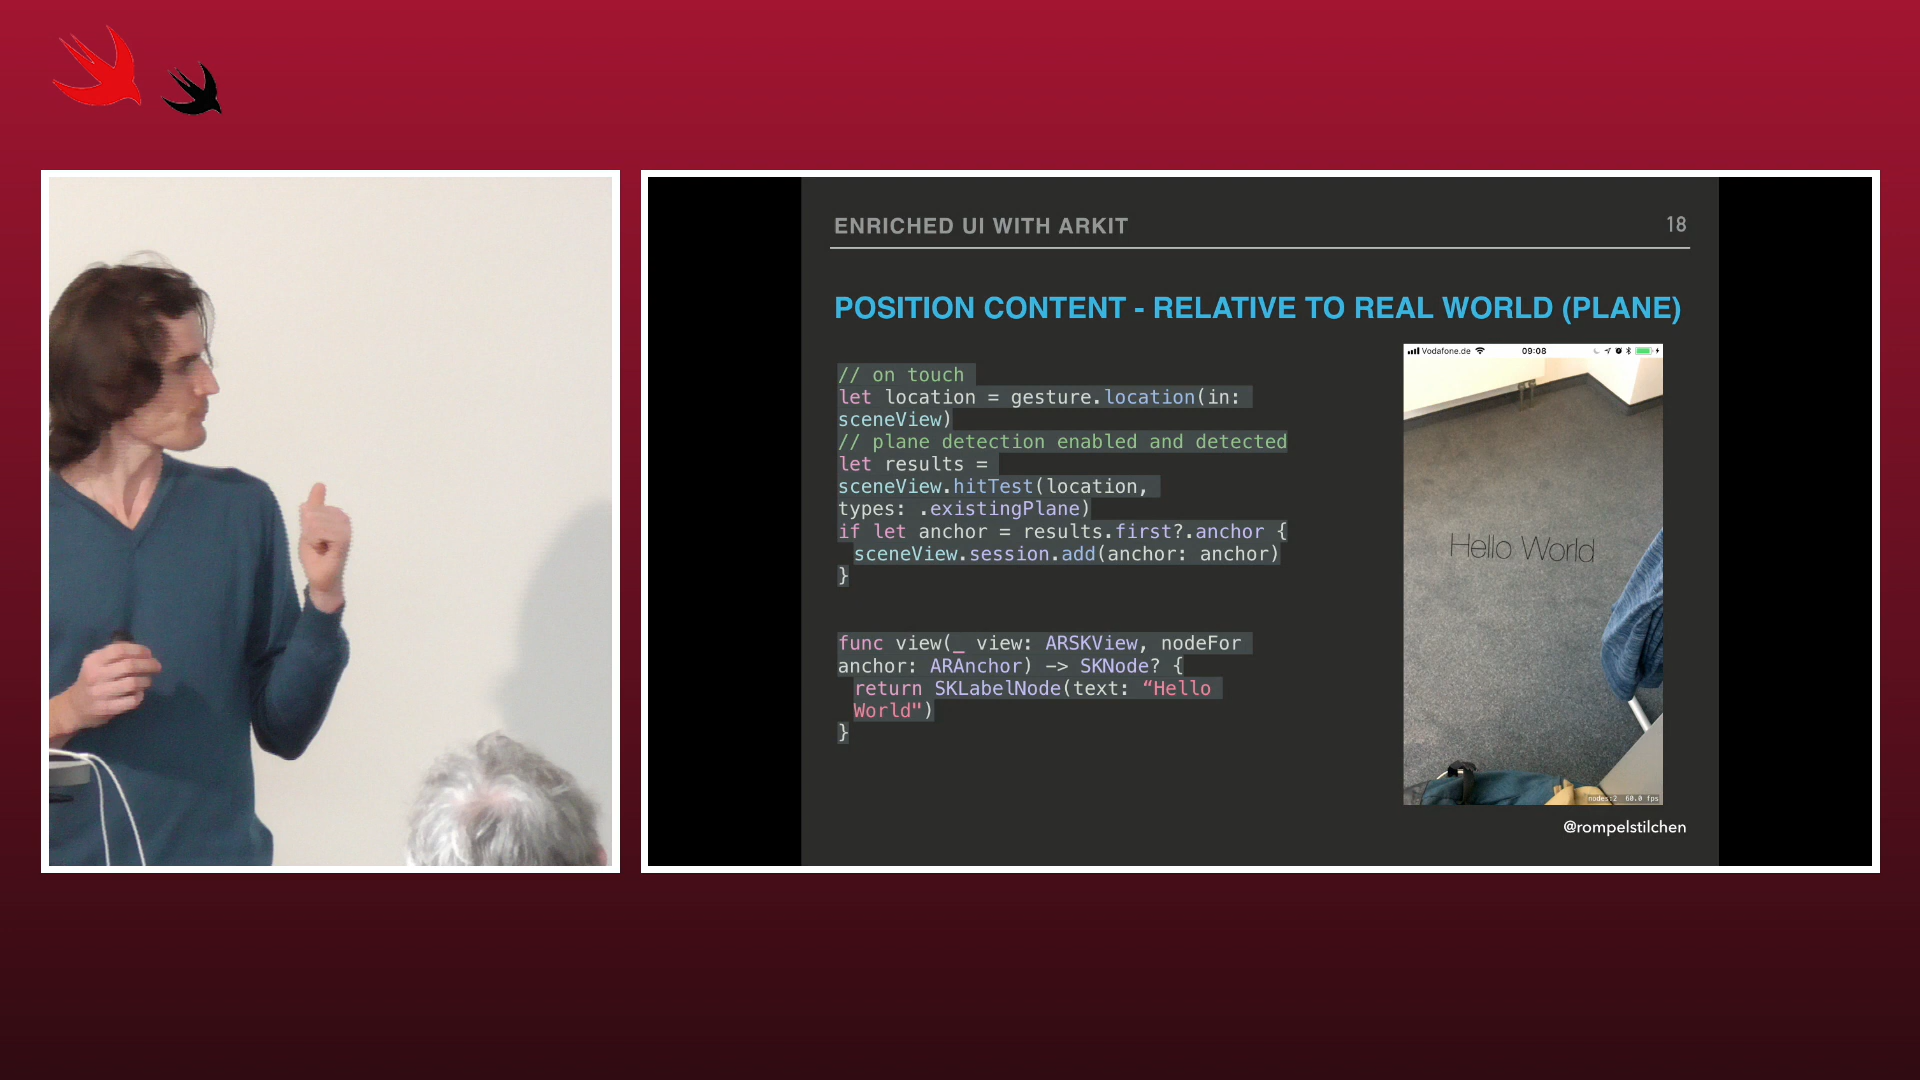 ENRICHED UI WITH ARKIT
18
POSITION CONTENT - RELATIVE TO REAL WORLD (PLANE)
// on touch
let location = gesture.location(in:
sceneView)
// plane detection enabled and detected
let results =
sceneView.hitTest(location,
types: .existingPlane)
if let anchor = results.first?.anchor {
sceneView.session.add(anchor: anchor)
}
func view(_ view: ARSKView, nodeFor
anchor: ARAnchor) -> SKNode? {
return SKLabelNode(text: “Hello
World")
}
Vodafone.de
09:08
Hello World
nodes:2 60.0 fps
@rompelstilchen